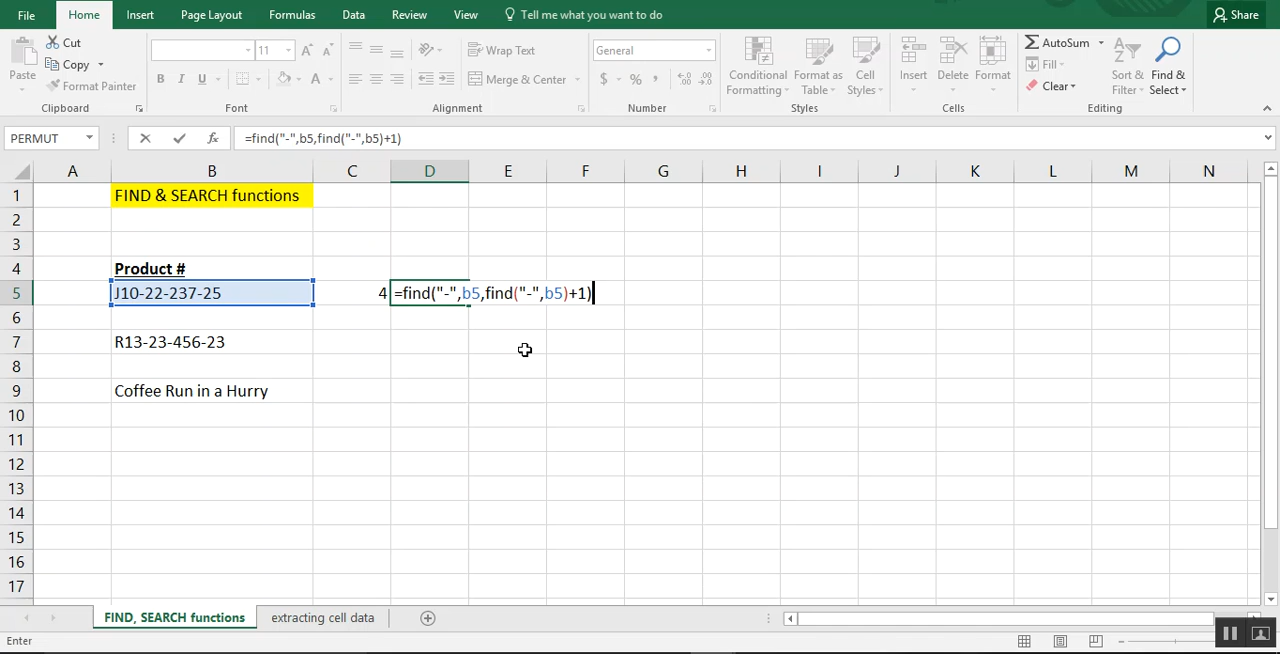 File Home Insert Page Layout Formulas Data Review View Tell me what you want to do Share
Paste Cut Copy Format Painter Clipboard
11 B I U A A A Font
Wrap Text Merge & Center Alignment
General $ % , .00 Number
Conditional Formatting Format as Table Cell Styles Styles
Insert Delete Format Cells
AutoSum Fill Clear Sort & Filter Find & Select Editing
PERMUT fx =find("-",b5,find("-",b5)+1)
A B C D E F G H I J K L M N
1 FIND & SEARCH functions
2
3
4 Product #
5 J10-22-237-25 4 =find("-",b5,find("-",b5)+1)
6
7 R13-23-456-23
8
9 Coffee Run in a Hurry
10
11
12
13
14
15
16
17
FIND, SEARCH functions extracting cell data
Enter